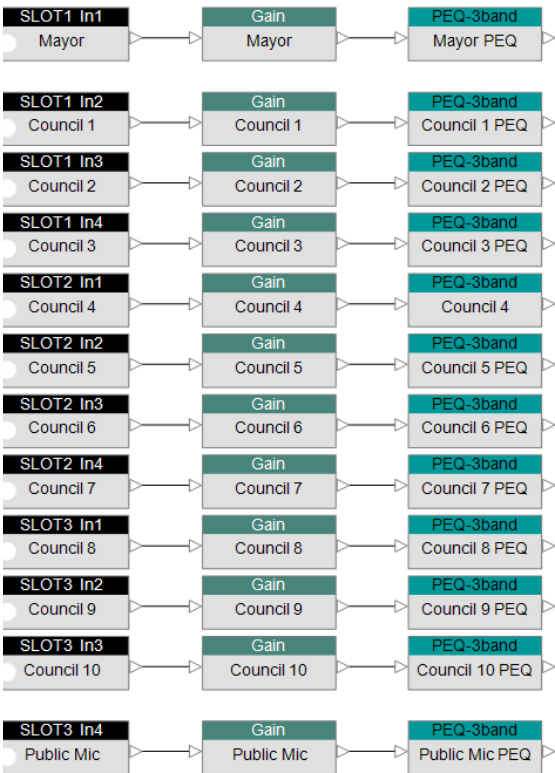 SLOT1 In1 Gain PEQ-3band
Mayor Mayor Mayor PEQ
SLOT1 In2 Gain PEQ-3band
Council 1 Council 1 Council 1 PEQ
SLOT1 In3 Gain PEQ-3band
Council 2 Council 2 Council 2 PEQ
SLOT1 In4 Gain PEQ-3band
Council 3 Council 3 Council 3 PEQ
SLOT2 In1 Gain PEQ-3band
Council 4 Council 4 Council 4
SLOT2 In2 Gain PEQ-3band
Council 5 Council 5 Council 5 PEQ
SLOT2 In3 Gain PEQ-3band
Council 6 Council 6 Council 6 PEQ
SLOT2 In4 Gain PEQ-3band
Council 7 Council 7 Council 7 PEQ
SLOT3 In1 Gain PEQ-3band
Council 8 Council 8 Council 8 PEQ
SLOT3 In2 Gain PEQ-3band
Council 9 Council 9 Council 9 PEQ
SLOT3 In3 Gain PEQ-3band
Council 10 Council 10 Council 10 PEQ
SLOT3 In4 Gain PEQ-3band
Public Mic Public Mic Public Mic PEQ